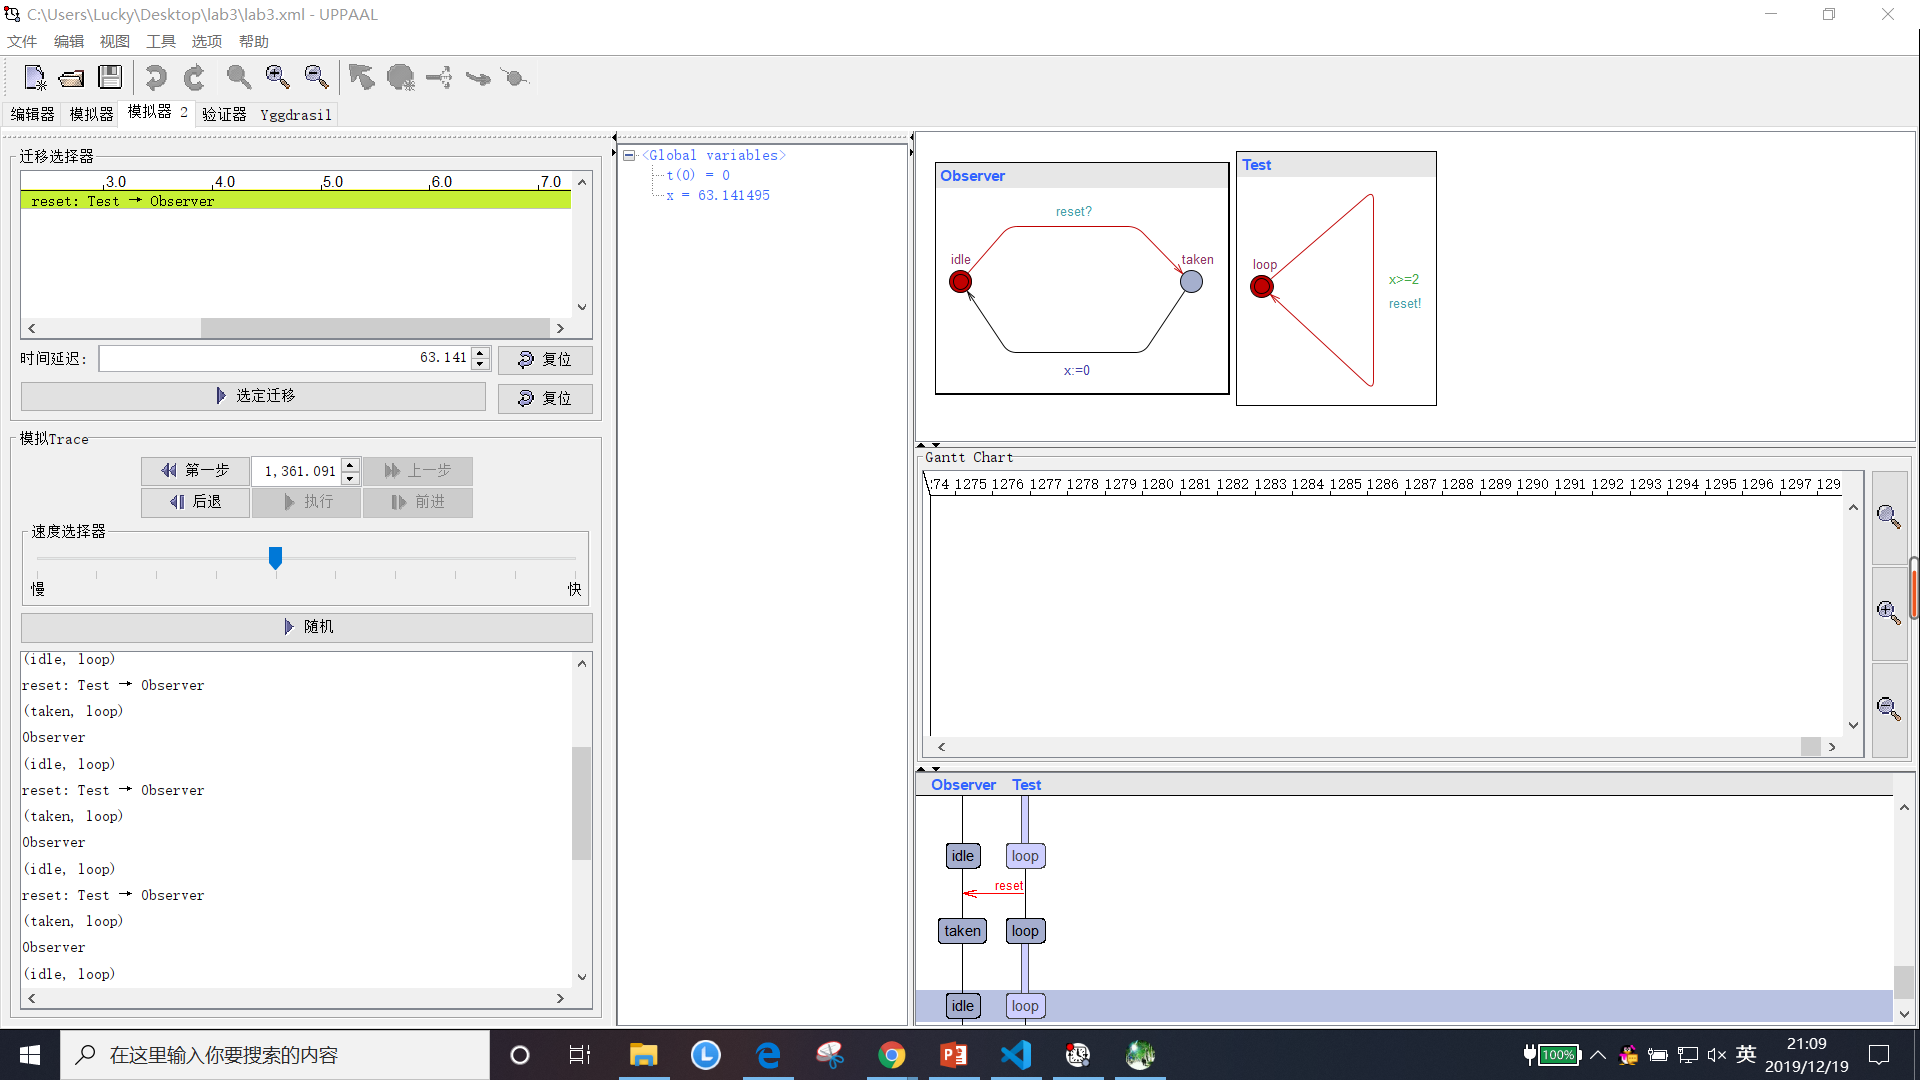 C:\Users\Lucky\Desktop\lab3\lab3.xml - UPPAAL
文件 编辑 视图 工具 选项 帮助
编辑器 模拟器 模拟器 2 验证器 Yggdrasil
迁移选择器
3.0 4.0 5.0 6.0 7.0
reset: Test → Observer
时间延迟: 63.141 复位
选定迁移 复位
模拟Trace
第一步 1,361.091 上一步
后退 执行 前进
速度选择器
慢 快
随机
(idle, loop)
reset: Test → Observer
(taken, loop)
Observer
(idle, loop)
reset: Test → Observer
(taken, loop)
Observer
(idle, loop)
reset: Test → Observer
(taken, loop)
Observer
(idle, loop)
<Global variables>
t(0) = 0
x = 63.141495
Observer
reset?
idle
taken
x:=0
Test
loop
x>=2
reset!
Gantt Chart
:74 1275 1276 1277 1278 1279 1280 1281 1282 1283 1284 1285 1286 1287 1288 1289 1290 1291 1292 1293 1294 1295 1296 1297 129
Observer Test
idle loop
reset
taken loop
idle loop
在这里输入你要搜索的内容
100%
英
21:09
2019/12/19